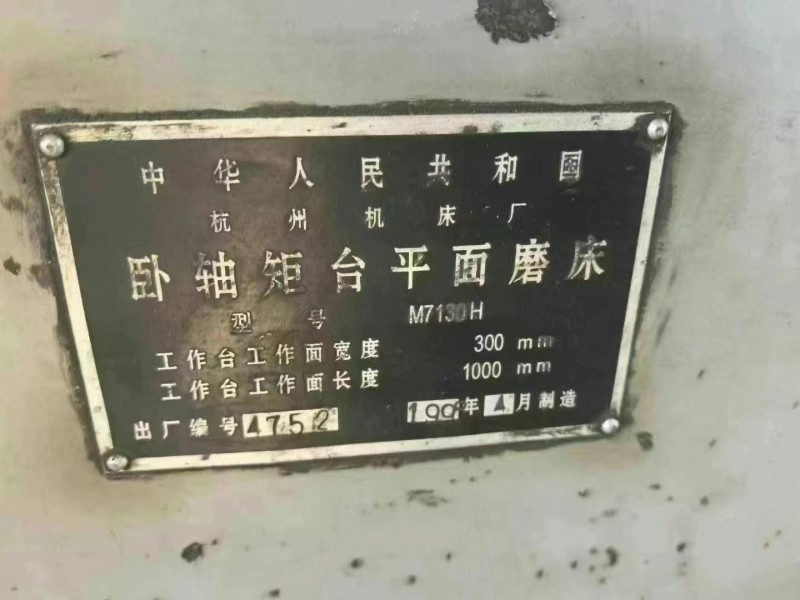 中华人民共和国
杭州机床厂
卧轴矩台平面磨床
型号 M7130H
工作台工作面宽度 300 mm
工作台工作面长度 1000 mm
出厂编号 4752 年 4月制造